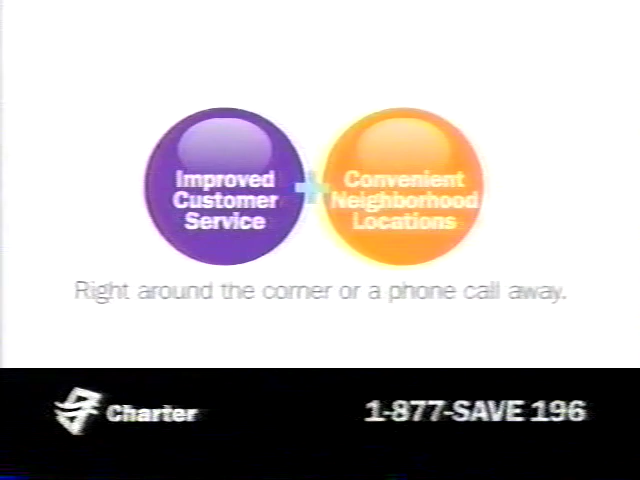 Improved
Customer
Service
+
Convenient
Neighborhood
Locations
Right around the corner or a phone call away.
Charter
1-877-SAVE 196